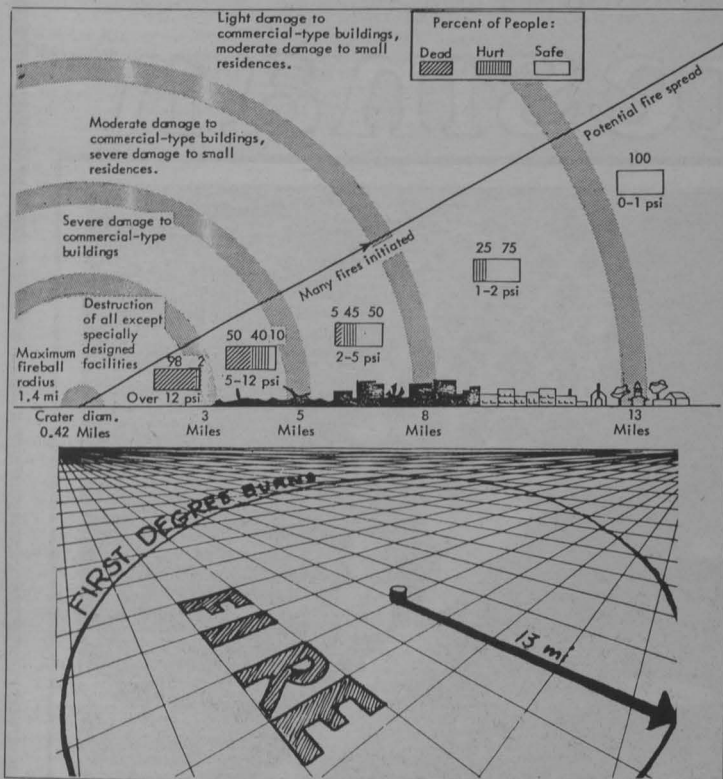 Light damage to
commercial-type buildings,
moderate damage to small
residences.
Percent of People:
Dead Hurt Safe
Potential fire spread
Moderate damage to
commercial-type buildings,
severe damage to small
residences.
100
0-1 psi
Severe damage to
commercial-type
buildings
Many fires initiated
25 75
1-2 psi
Destruction
of all except
specially
designed
facilities
5 45 50
2-5 psi
50 40 10
5-12 psi
98 2
Over 12 psi
Maximum
fireball
radius
1.4 mi
Crater diam.
0.42 Miles
3
Miles
5
Miles
8
Miles
13
Miles
FIRST DEGREE BURNS
FIRE
13 mi